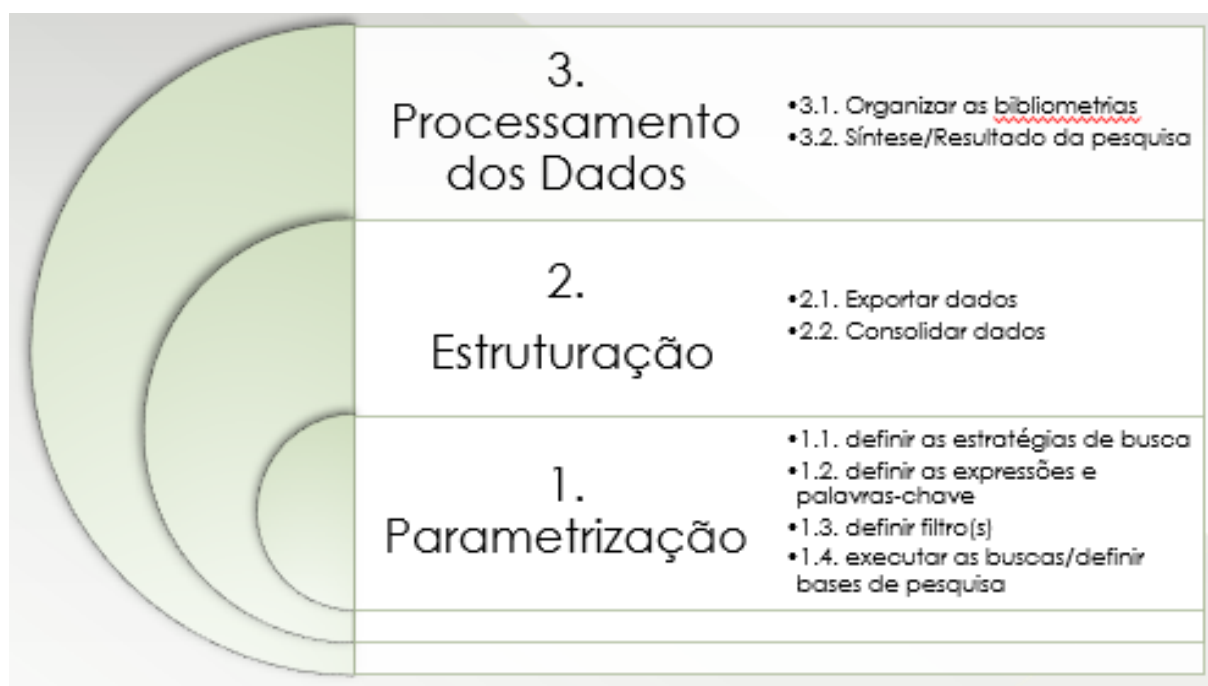 3.
Processamento
dos Dados
•3.1. Organizar as bibliometrias
•3.2. Síntese/Resultado da pesquisa
2.
Estruturação
•2.1. Exportar dados
•2.2. Consolidar dados
1.
Parametrização
•1.1. definir as estratégias de busca
•1.2. definir as expressões e
palavras-chave
•1.3. definir filtro(s)
•1.4. executar as buscas/definir
bases de pesquisa